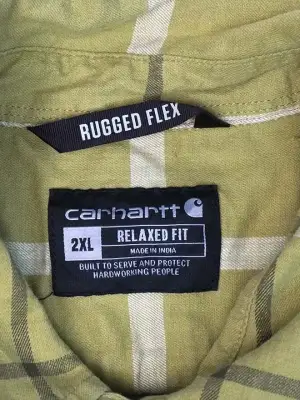 RUGGED FLEX
carhartt
2XL RELAXED FIT
MADE IN INDIA
BUILT TO SERVE AND PROTECT
HARDWORKING PEOPLE